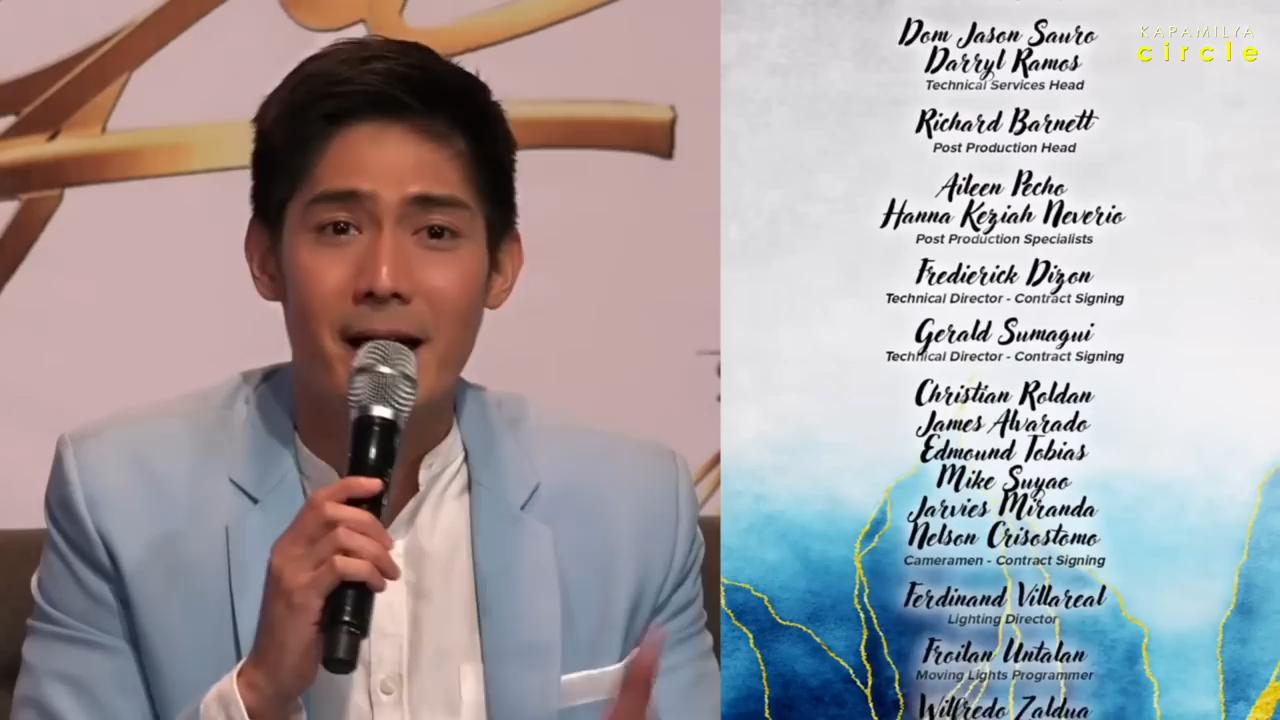 KAPAMILYA
circle
Dom Jason Sauro
Darryl Ramos
Technical Services Head
Richard Barnett
Post Production Head
Aileen Pecho
Hanna Keziah Neverio
Post Production Specialists
Fredierick Dizon
Technical Director - Contract Signing
Gerald Sumagui
Technical Director - Contract Signing
Christian Roldan
James Alvarado
Edmound Tobias
Mike Suyao
Jarvies Miranda
Nelson Crisostomo
Cameramen - Contract Signing
Ferdinand Villareal
Lighting Director
Froilan Untalan
Moving Lights Programmer
Wilfredo Zaldua